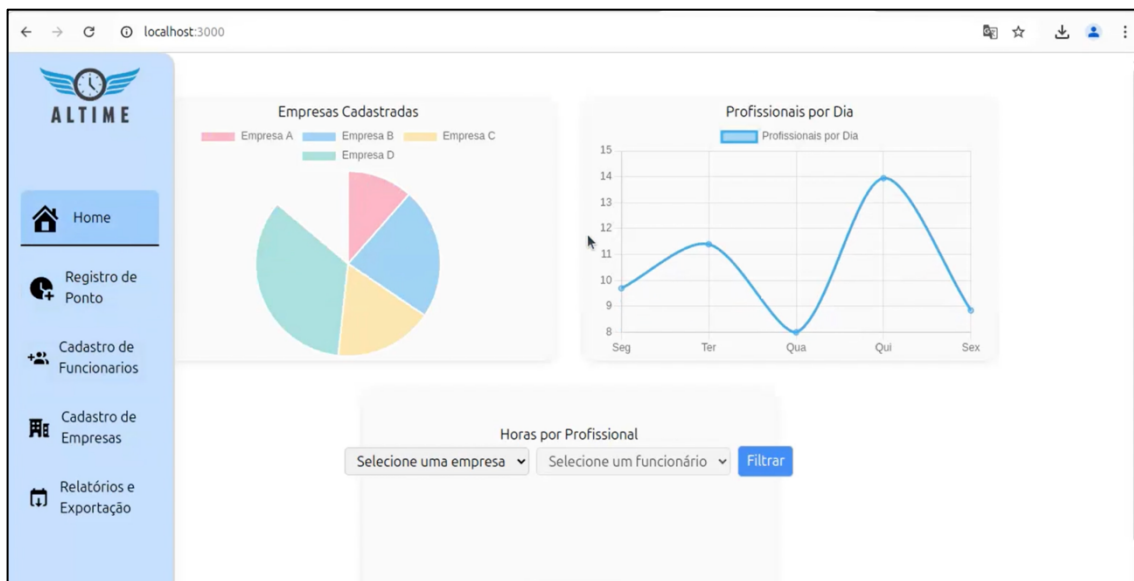 localhost:3000
ALTIME
Home
Registro de
Ponto
Cadastro de
Funcionarios
Cadastro de
Empresas
Relatórios e
Exportação
Empresas Cadastradas
Empresa A
Empresa B
Empresa C
Empresa D
Profissionais por Dia
Profissionais por Dia
15
14
13
12
11
10
9
8
Seg
Ter
Qua
Qui
Sex
Horas por Profissional
Selecione uma empresa
Selecione um funcionário
Filtrar